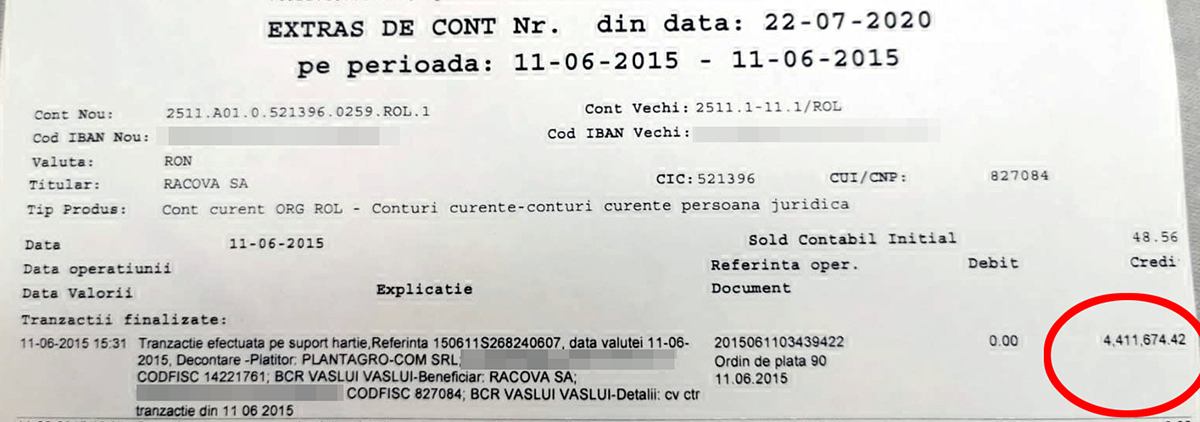 EXTRAS DE CONT Nr. din data: 22-07-2020
pe perioada: 11-06-2015 - 11-06-2015
Cont Nou: 2511.A01.0.521396.0259.ROL.1 Cont Vechi: 2511.1-11.1/ROL
Cod IBAN Nou: Cod IBAN Vechi:
Valuta: RON
Titular: RACOVA SA CIC: 521396 CUI/CNP: 827084
Tip Produs: Cont curent ORG ROL - Conturi curente-conturi curente persoana juridica
Data 11-06-2015 Sold Contabil Initial 48.56
Data operatiunii Referinta oper. Debit Credi
Data Valorii Explicatie Document
Tranzactii finalizate:
11-06-2015 15:31 Tranzactie efectuata pe suport hartie,Referinta 150611S268240607, data valutei 11-06- 2015061103439422 0.00 4,411,674.42
2015, Decontare -Platitor: PLANTAGRO-COM SRL; Ordin de plata 90
CODFISC 14221761; BCR VASLUI VASLUI-Beneficiar: RACOVA SA; 11.06.2015
CODFISC 827084; BCR VASLUI VASLUI-Detalii: cv ctr
tranzactie din 11 06 2015